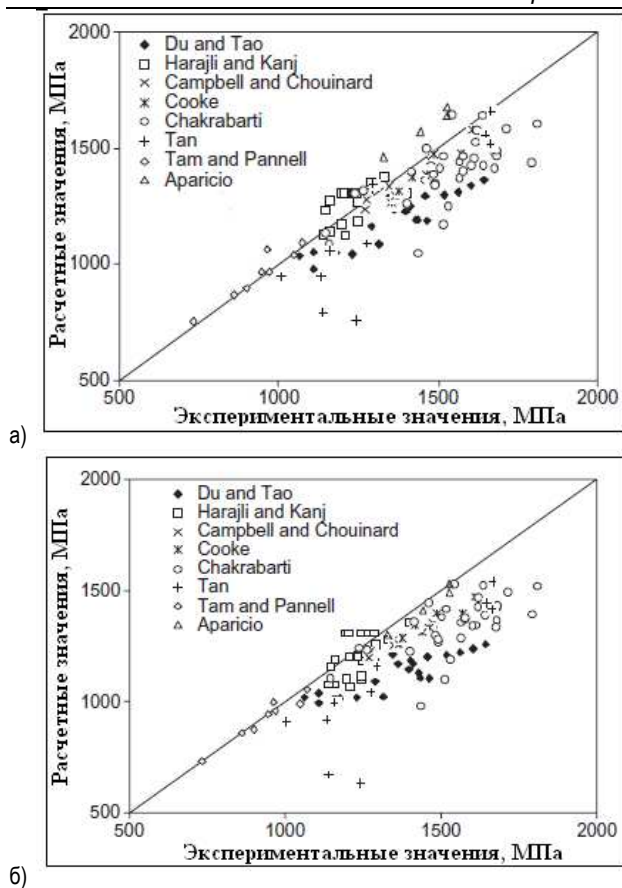 2000
1500
1000
500
Расчетные значения, МПа
Du and Tao
Harajli and Kanj
Campbell and Chouinard
Cooke
Chakrabarti
Tan
Tam and Pannell
Aparicio
500
1000
1500
2000
Экспериментальные значения, МПа
а)
2000
1500
1000
500
Расчетные значения, МПа
Du and Tao
Harajli and Kanj
Campbell and Chouinard
Cooke
Chakrabarti
Tan
Tam and Pannell
Aparicio
500
1000
1500
2000
Экспериментальные значения, МПа
б)